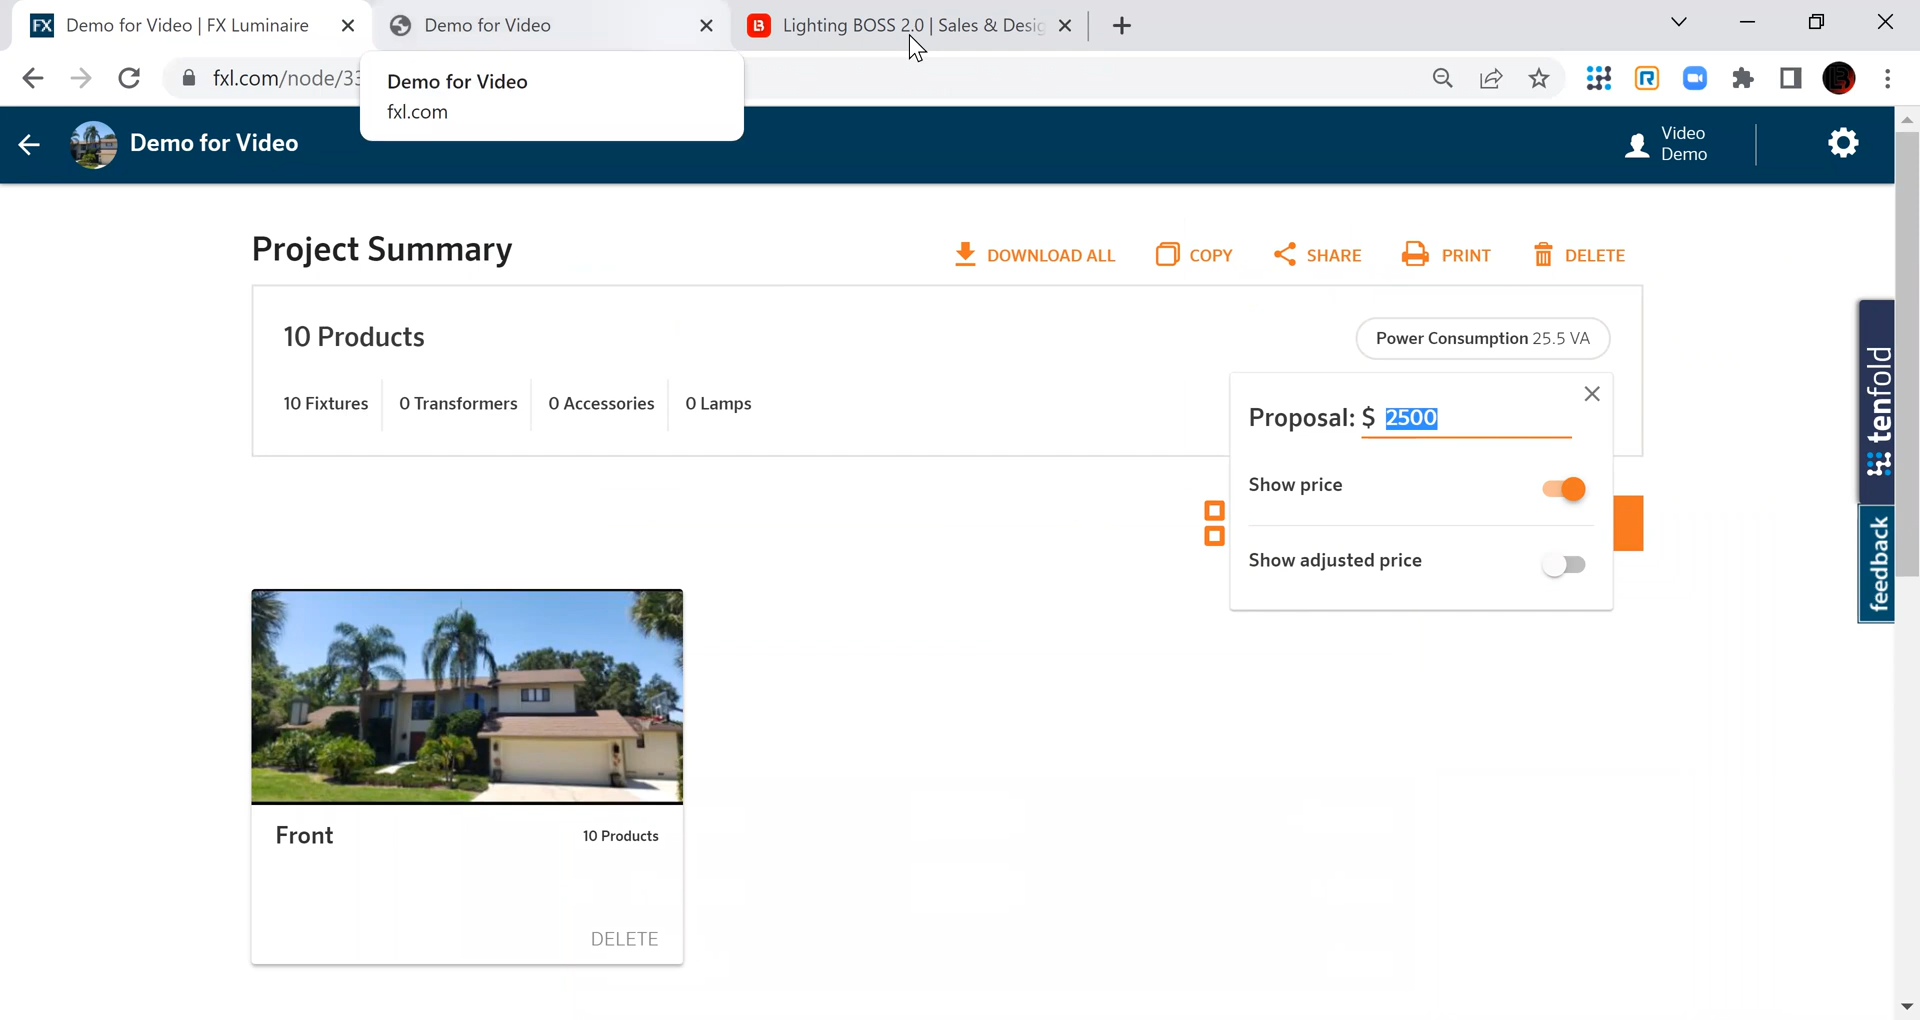 FX Demo for Video | FX Luminaire
Demo for Video
B Lighting BOSS 2.0 | Sales & Desig
fxl.com/node/33
Demo for Video
fxl.com
Demo for Video
Video
Demo
Project Summary
DOWNLOAD ALL
COPY
SHARE
PRINT
DELETE
10 Products
Power Consumption 25.5 VA
10 Fixtures
0 Transformers
0 Accessories
0 Lamps
Proposal: $ 2500
Show price
Show adjusted price
tenfold
feedback
Front
10 Products
DELETE